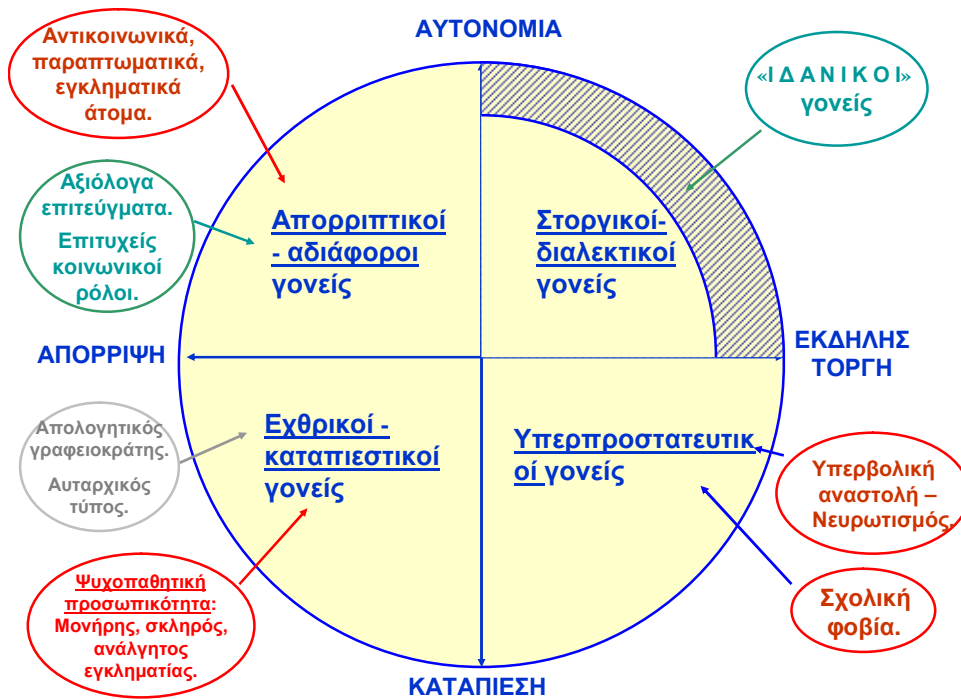 ΑΥΤΟΝΟΜΙΑ
Αντικοινωνικά,
παραπτωματικά,
εγκληματικά
άτομα.
«Ι Δ Α Ν Ι Κ Ο Ι»
γονείς
Αξιόλογα
επιτεύγματα.
Επιτυχείς
κοινωνικοί
ρόλοι.
Απορριπτικοί
- αδιάφοροι
γονείς
Στοργικοί-
διαλεκτικοί
γονείς
ΑΠΟΡΡΙΨΗ
ΕΚΔΗΛΗΣ
ΤΟΡΓΗ
Απολογητικός
γραφειοκράτης.
Αυταρχικός
τύπος.
Εχθρικοί -
καταπιεστικοί
γονείς
Υπερπροστατευτικ
οί γονείς
Υπερβολική
αναστολή –
Νευρωτισμός.
Ψυχοπαθητική
προσωπικότητα:
Μονήρης, σκληρός,
ανάλγητος
εγκληματίας.
Σχολική
φοβία.
ΚΑΤΑΠΙΕΣΗ